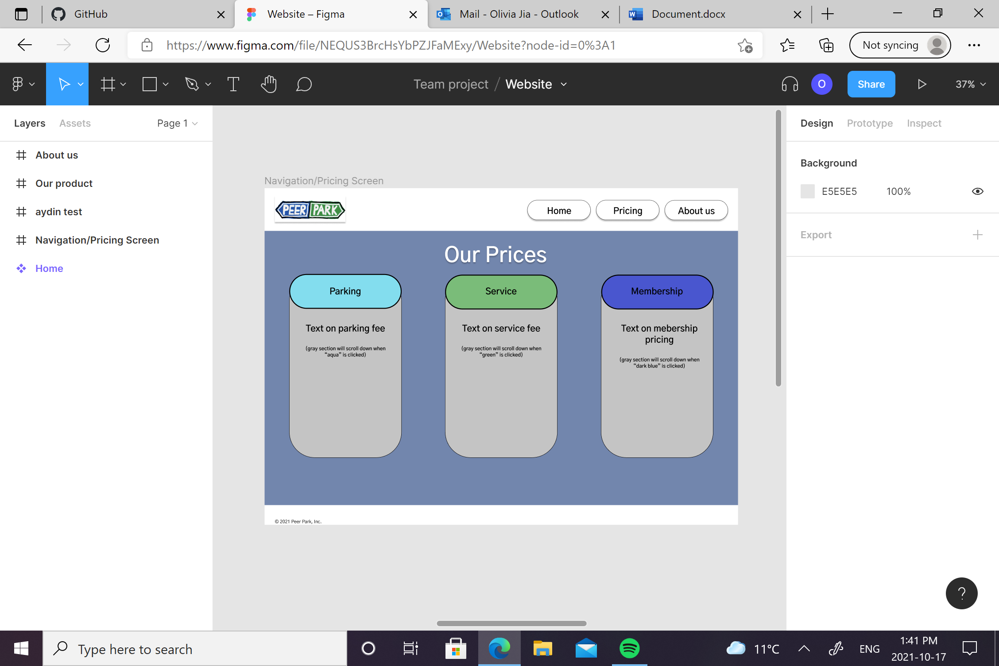 GitHub
Website – Figma
Mail - Olivia Jia - Outlook
Document.docx
https://www.figma.com/file/NEQUS3BrcHsYbPZJFaMExy/Website?node-id=0%3A1
Not syncing
Team project / Website
O
Share
37%
Layers
Assets
Page 1
Design
Prototype
Inspect
About us
Our product
aydin test
Navigation/Pricing Screen
Home
Background
E5E5E5
100%
Export
Navigation/Pricing Screen
PEER PARK
Home
Pricing
About us
Our Prices
Parking
Service
Membership
Text on parking fee
(gray section will scroll down when
“aqua” is clicked)
Text on service fee
(gray section will scroll down when
“green” is clicked)
Text on mebership
pricing
(gray section will scroll down when
“dark blue” is clicked)
© 2021 Peer Park, Inc.
?
Type here to search
11°C
ENG
1:41 PM
2021-10-17